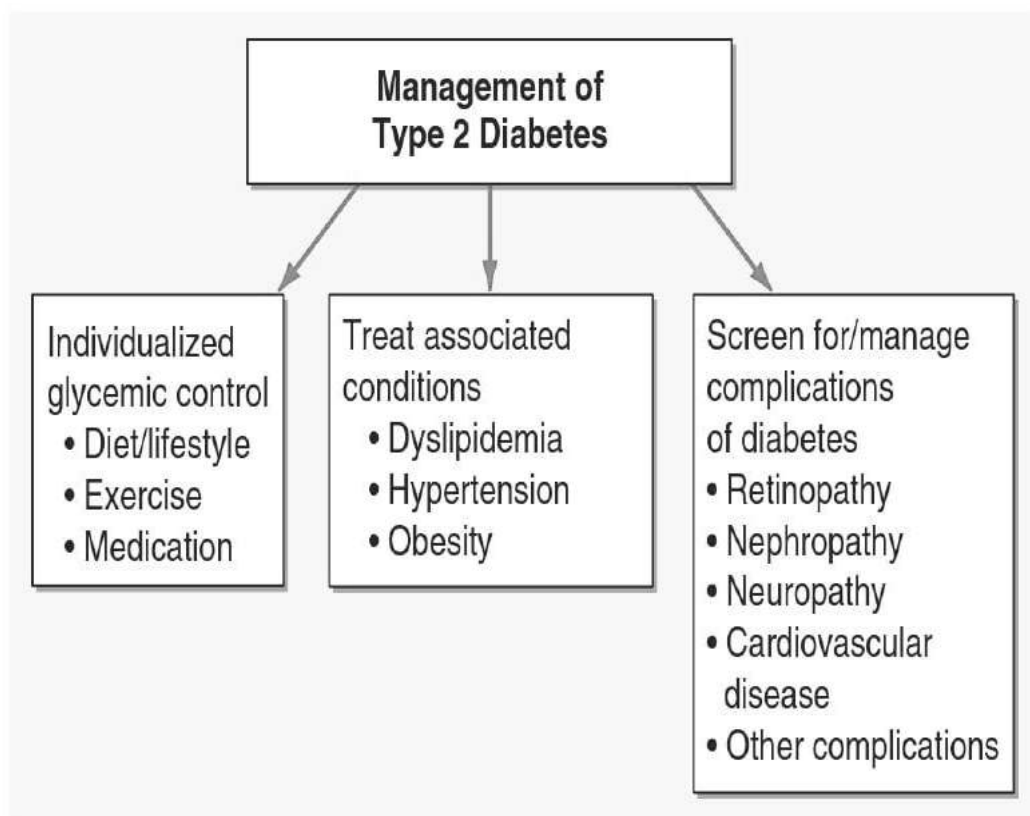 Management of
Type 2 Diabetes
Individualized
glycemic control
• Diet/lifestyle
• Exercise
• Medication
Treat associated
conditions
• Dyslipidemia
• Hypertension
• Obesity
Screen for/manage
complications
of diabetes
• Retinopathy
• Nephropathy
• Neuropathy
• Cardiovascular
disease
• Other complications